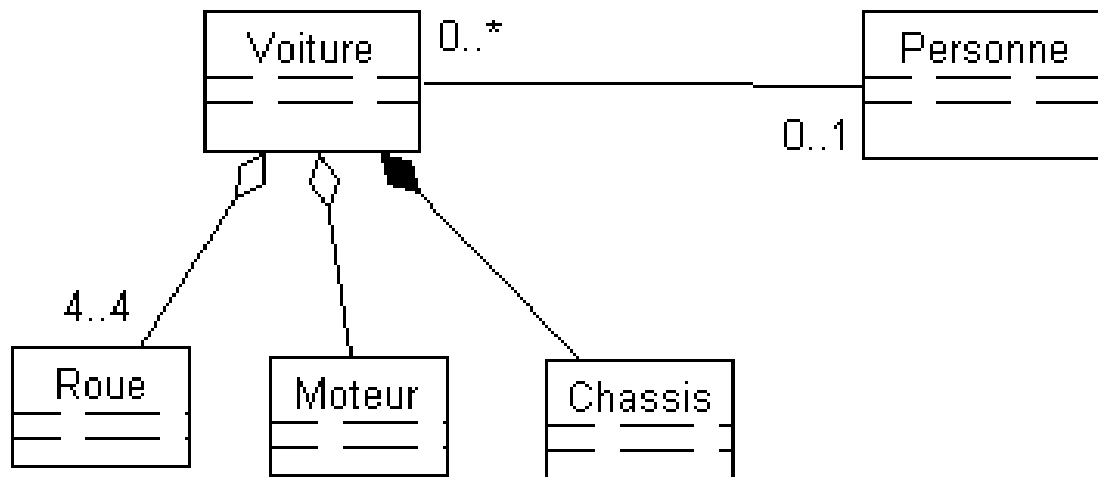 Voiture
0..*
Personne
0..1
4..4
Roue
Moteur
Chassis